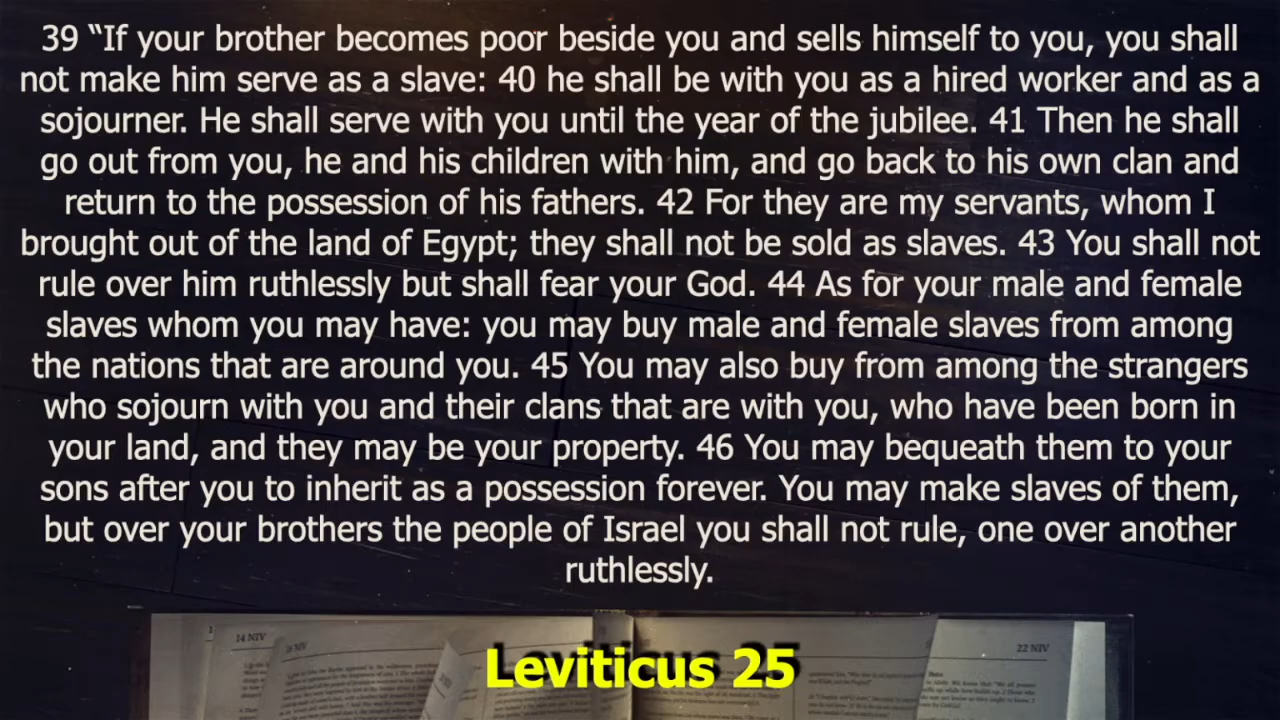 39 “If your brother becomes poor beside you and sells himself to you, you shall
not make him serve as a slave: 40 he shall be with you as a hired worker and as a
sojourner. He shall serve with you until the year of the jubilee. 41 Then he shall
go out from you, he and his children with him, and go back to his own clan and
return to the possession of his fathers. 42 For they are my servants, whom I
brought out of the land of Egypt; they shall not be sold as slaves. 43 You shall not
rule over him ruthlessly but shall fear your God. 44 As for your male and female
slaves whom you may have: you may buy male and female slaves from among
the nations that are around you. 45 You may also buy from among the strangers
who sojourn with you and their clans that are with you, who have been born in
your land, and they may be your property. 46 You may bequeath them to your
sons after you to inherit as a possession forever. You may make slaves of them,
but over your brothers the people of Israel you shall not rule, one over another
ruthlessly.
14 NIV
22 NIV
Leviticus 25